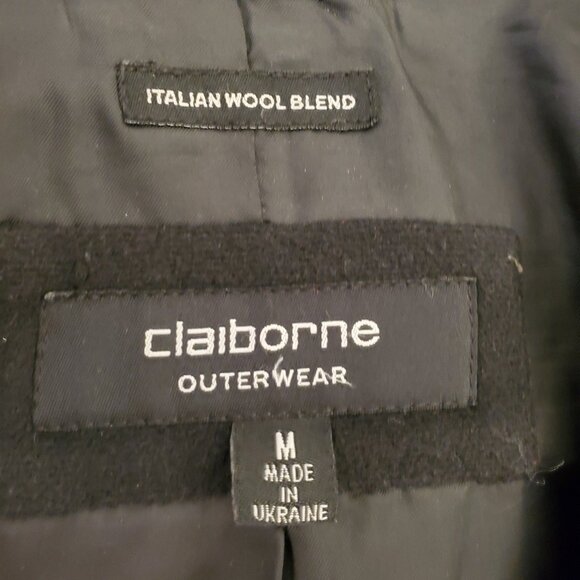 ITALIAN WOOL BLEND
claiborne
OUTERWEAR
M
MADE
IN
UKRAINE